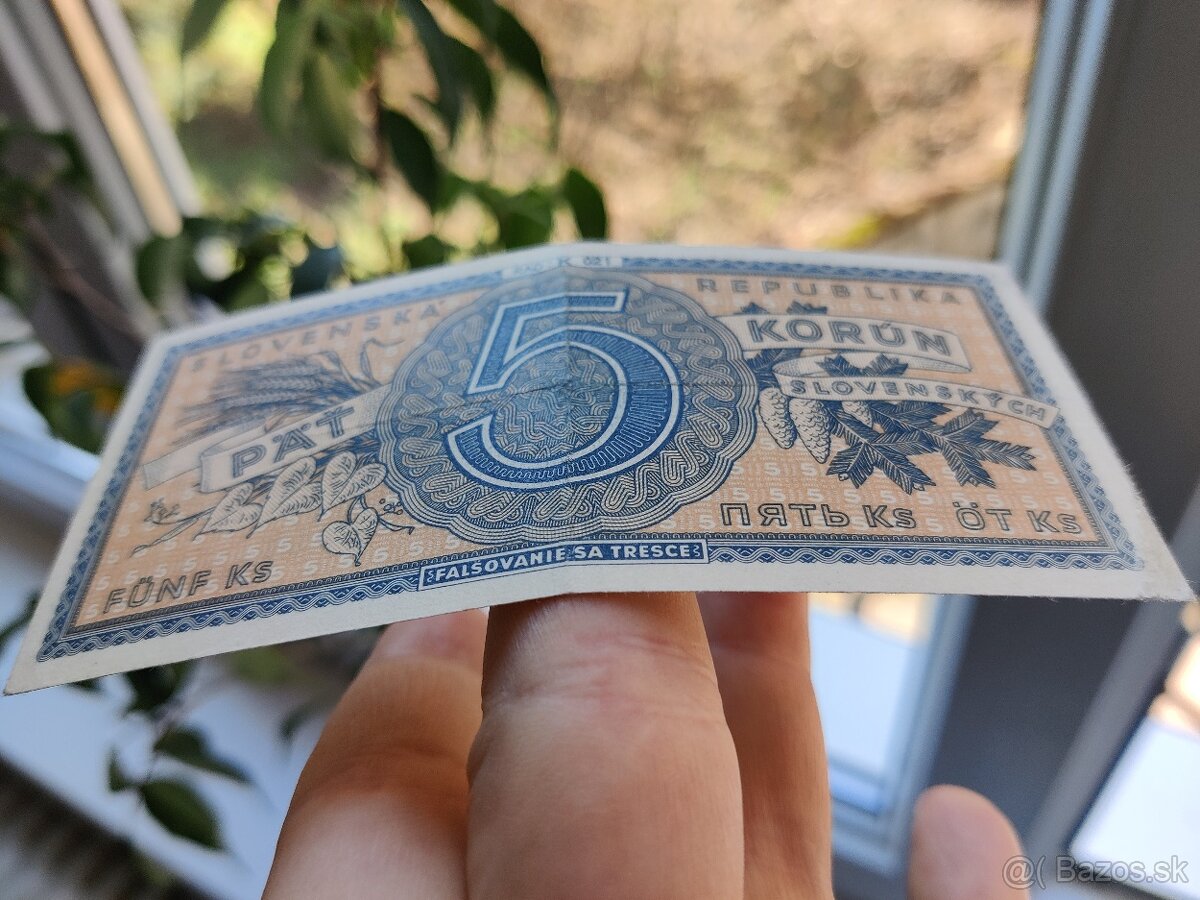 SLOVENSKÁ REPUBLIKA
5
PÄŤ KORÚN
SLOVENSKÝCH
FÜNF Ks ПЯТЬ Ks ÖT Ks
FALŠOVANIE SA TRESCE
@( Bazos.sk